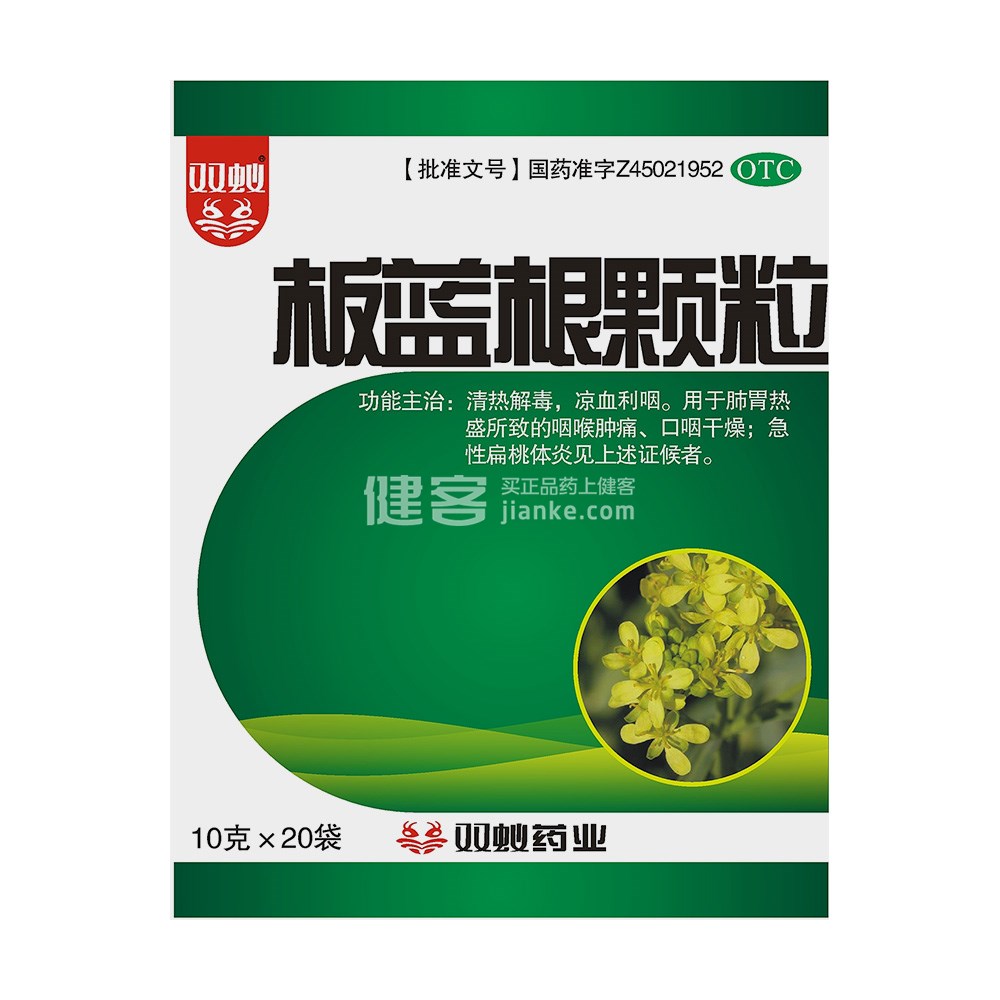 双蚁®
【批准文号】国药准字Z45021952 OTC
板蓝根颗粒
功能主治：清热解毒，凉血利咽。用于肺胃热
盛所致的咽喉肿痛、口咽干燥；急
性扁桃体炎见上述证候者。
健客 买正品药上健客
jianke.com
10克×20袋 双蚁药业